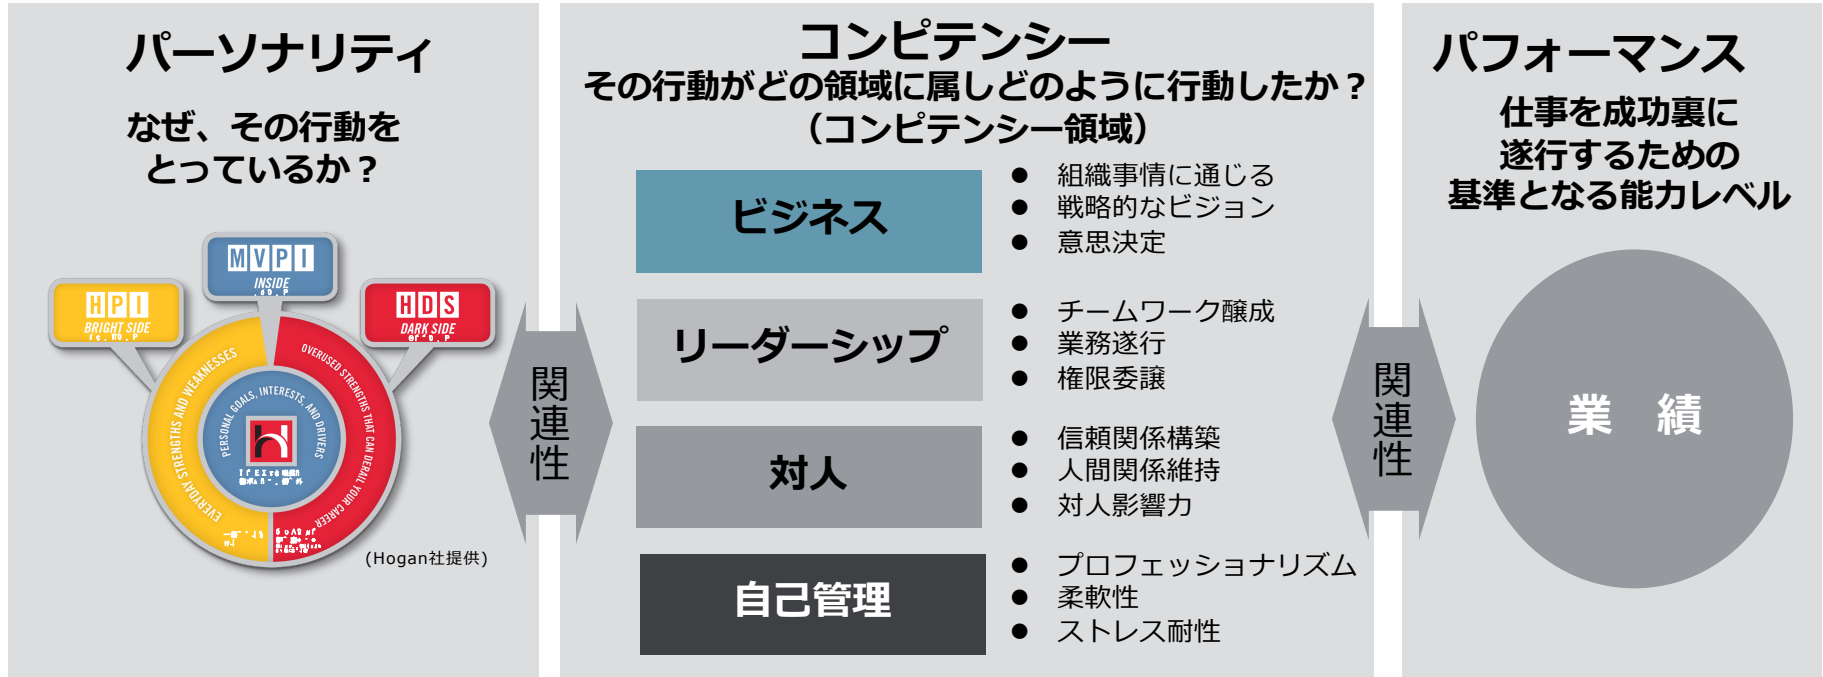 パーソナリティ
なぜ、その行動を
とっているか？
MVPI
INSIDE
HPI
BRIGHT SIDE
HDS
DARK SIDE
EVERYDAY STRENGTHS AND WEAKNESSES
OVERUSED STRENGTHS THAT CAN DERAIL YOUR CAREER
PERSONAL GOALS, INTERESTS, AND DRIVERS
(Hogan社提供)
関連性
コンピテンシー
その行動がどの領域に属しどのように行動したか？
（コンピテンシー領域）
ビジネス
● 組織事情に通じる
● 戦略的なビジョン
● 意思決定
リーダーシップ
● チームワーク醸成
● 業務遂行
● 権限委譲
対人
● 信頼関係構築
● 人間関係維持
● 対人影響力
自己管理
● プロフェッショナリズム
● 柔軟性
● ストレス耐性
関連性
パフォーマンス
仕事を成功裏に
遂行するための
基準となる能力レベル
業　績